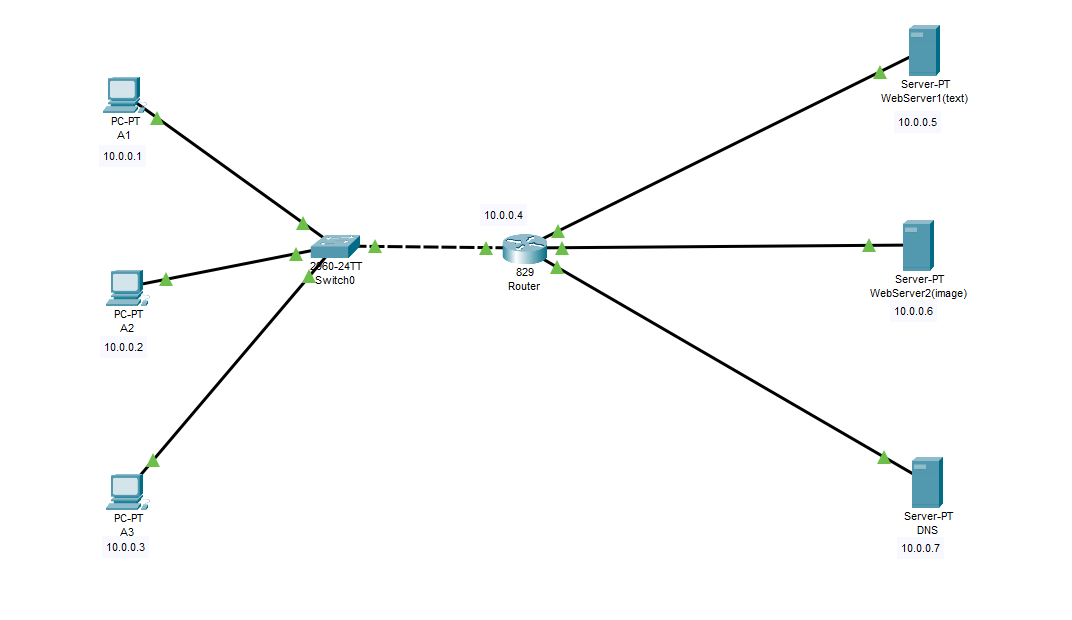 PC-PT
A1
10.0.0.1
PC-PT
A2
10.0.0.2
PC-PT
A3
10.0.0.3
2960-24TT
Switch0
10.0.0.4
829
Router
Server-PT
WebServer1(text)
10.0.0.5
Server-PT
WebServer2(image)
10.0.0.6
Server-PT
DNS
10.0.0.7